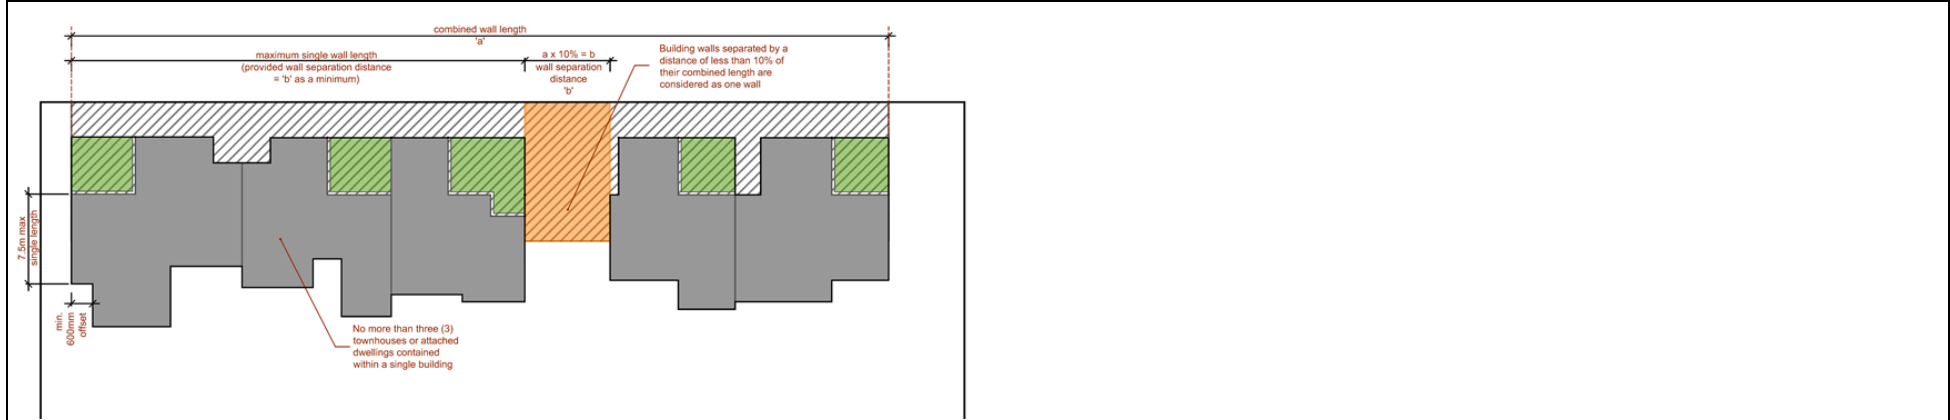 combined wall length
'a'
maximum single wall length
(provided wall separation distance
= 'b' as a minimum)
a x 10% = b
wall separation
distance
'b'
Building walls separated by a
distance of less than 10% of
their combined length are
considered as one wall
7.5m max
single length
min.
600mm
offset
No more than three (3)
townhouses or attached
dwellings contained
within a single building